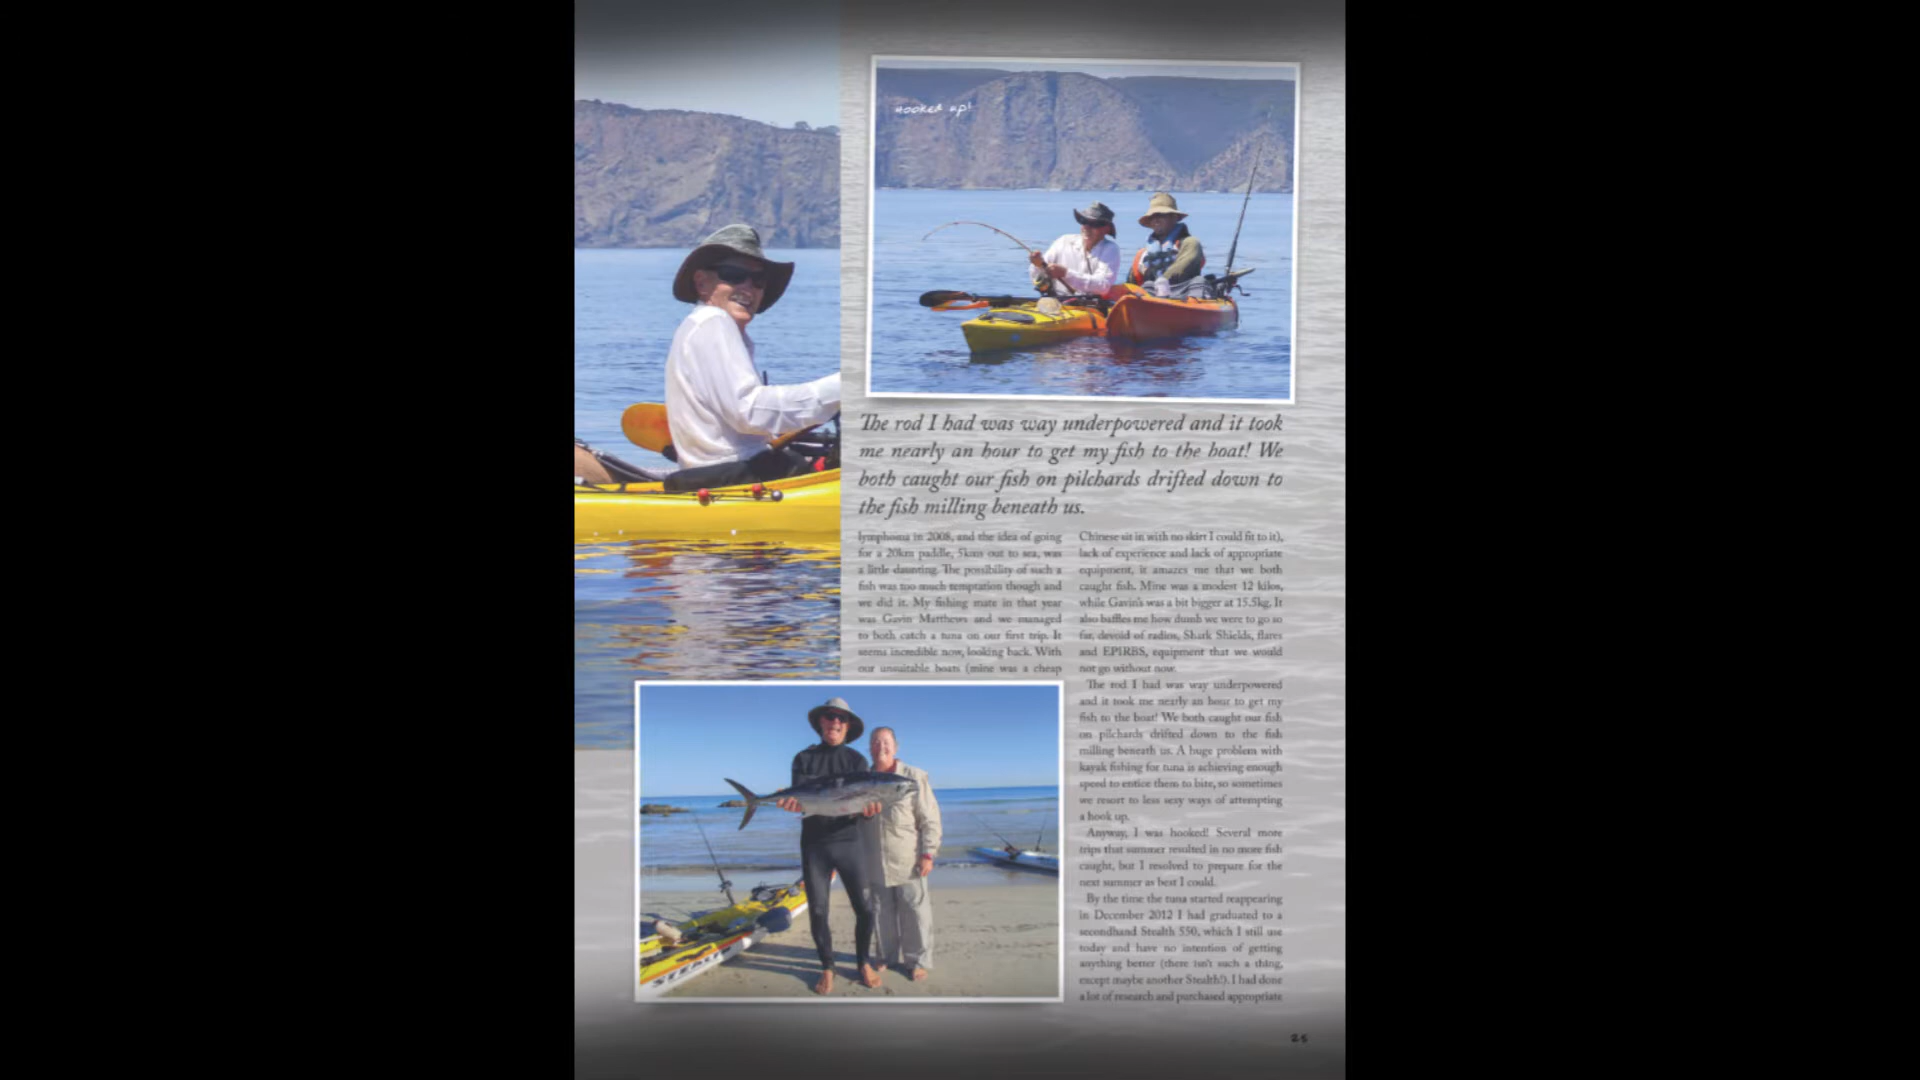 Hooked up!
The rod I had was way underpowered and it took
me nearly an hour to get my fish to the boat! We
both caught our fish on pilchards drifted down to
the fish milling beneath us.
lymphoma in 2008, and the idea of going
for a 20km paddle, 5kms out to sea, was
a little daunting. The possibility of such a
fish was too much temptation though and
we did it. My fishing mate in that year
was Gavin Matthews and we managed
to both catch a tuna on our first trip. It
seems incredible now, looking back. With
our unsuitable boats (mine was a cheap
Chinese sit in with no skirt I could fit to it),
lack of experience and lack of appropriate
equipment, it amazes me that we both
caught fish. Mine was a modest 12 kilos,
while Gavin's was a bit bigger at 15.5kg. It
also baffles me how dumb we were to go so
far, devoid of radios, Shark Shields, flares
and EPIRBS, equipment that we would
not go without now.
The rod I had was way underpowered
and it took me nearly an hour to get my
fish to the boat! We both caught our fish
on pilchards drifted down to the fish
milling beneath us. A huge problem with
kayak fishing for tuna is achieving enough
speed to entice them to bite, so sometimes
we resort to less sexy ways of attempting
a hook up.
Anyway, I was hooked! Several more
trips that summer resulted in no more fish
caught, but I resolved to prepare for the
next summer as best I could.
By the time the tuna started reappearing
in December 2012 I had graduated to a
secondhand Stealth 550, which I still use
today and have no intention of getting
anything better (there isn't such a thing,
except maybe another Stealth!). I had done
a lot of research and purchased appropriate
STEALTH
25